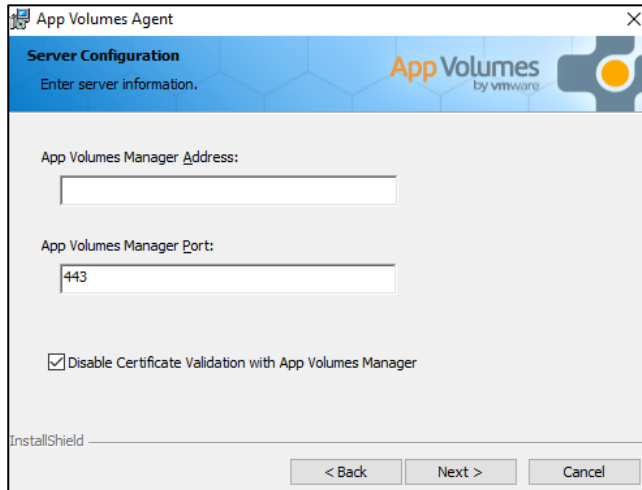 App Volumes Agent
Server Configuration
Enter server information.
App Volumes
by vmware
App Volumes Manager Address:
App Volumes Manager Port:
443
Disable Certificate Validation with App Volumes Manager
InstallShield
< Back
Next >
Cancel